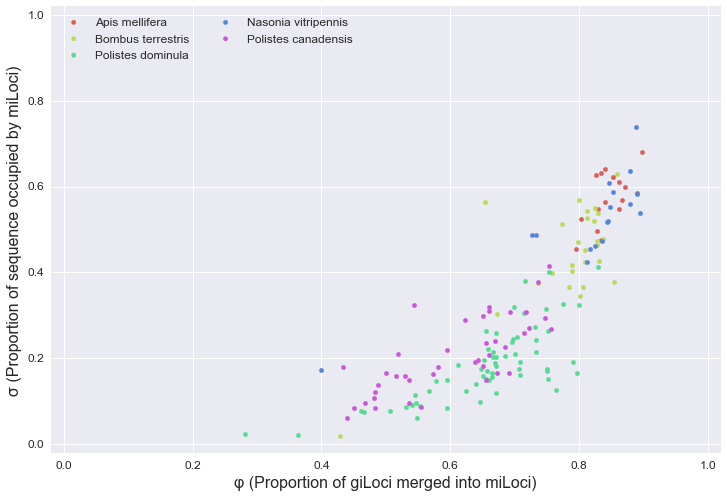 Apis mellifera
Bombus terrestris
Polistes dominula
Nasonia vitripennis
Polistes canadensis
1.0
0.8
0.6
0.4
0.2
0.0
σ (Proportion of sequence occupied by miLoci)
0.0 0.2 0.4 0.6 0.8 1.0
φ (Proportion of giLoci merged into miLoci)